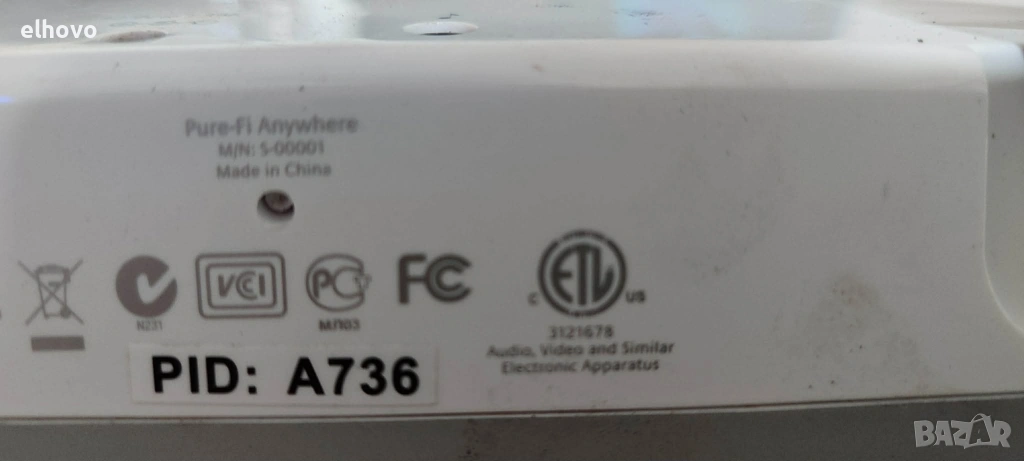 elhovo
Pure-Fi Anywhere
M/N: S-00001
Made in China
N231
VCI
PC
МЛ03
FC
C ETL US
3121678
Audio, Video and Similar
Electronic Apparatus
PID: A736
BAZAR